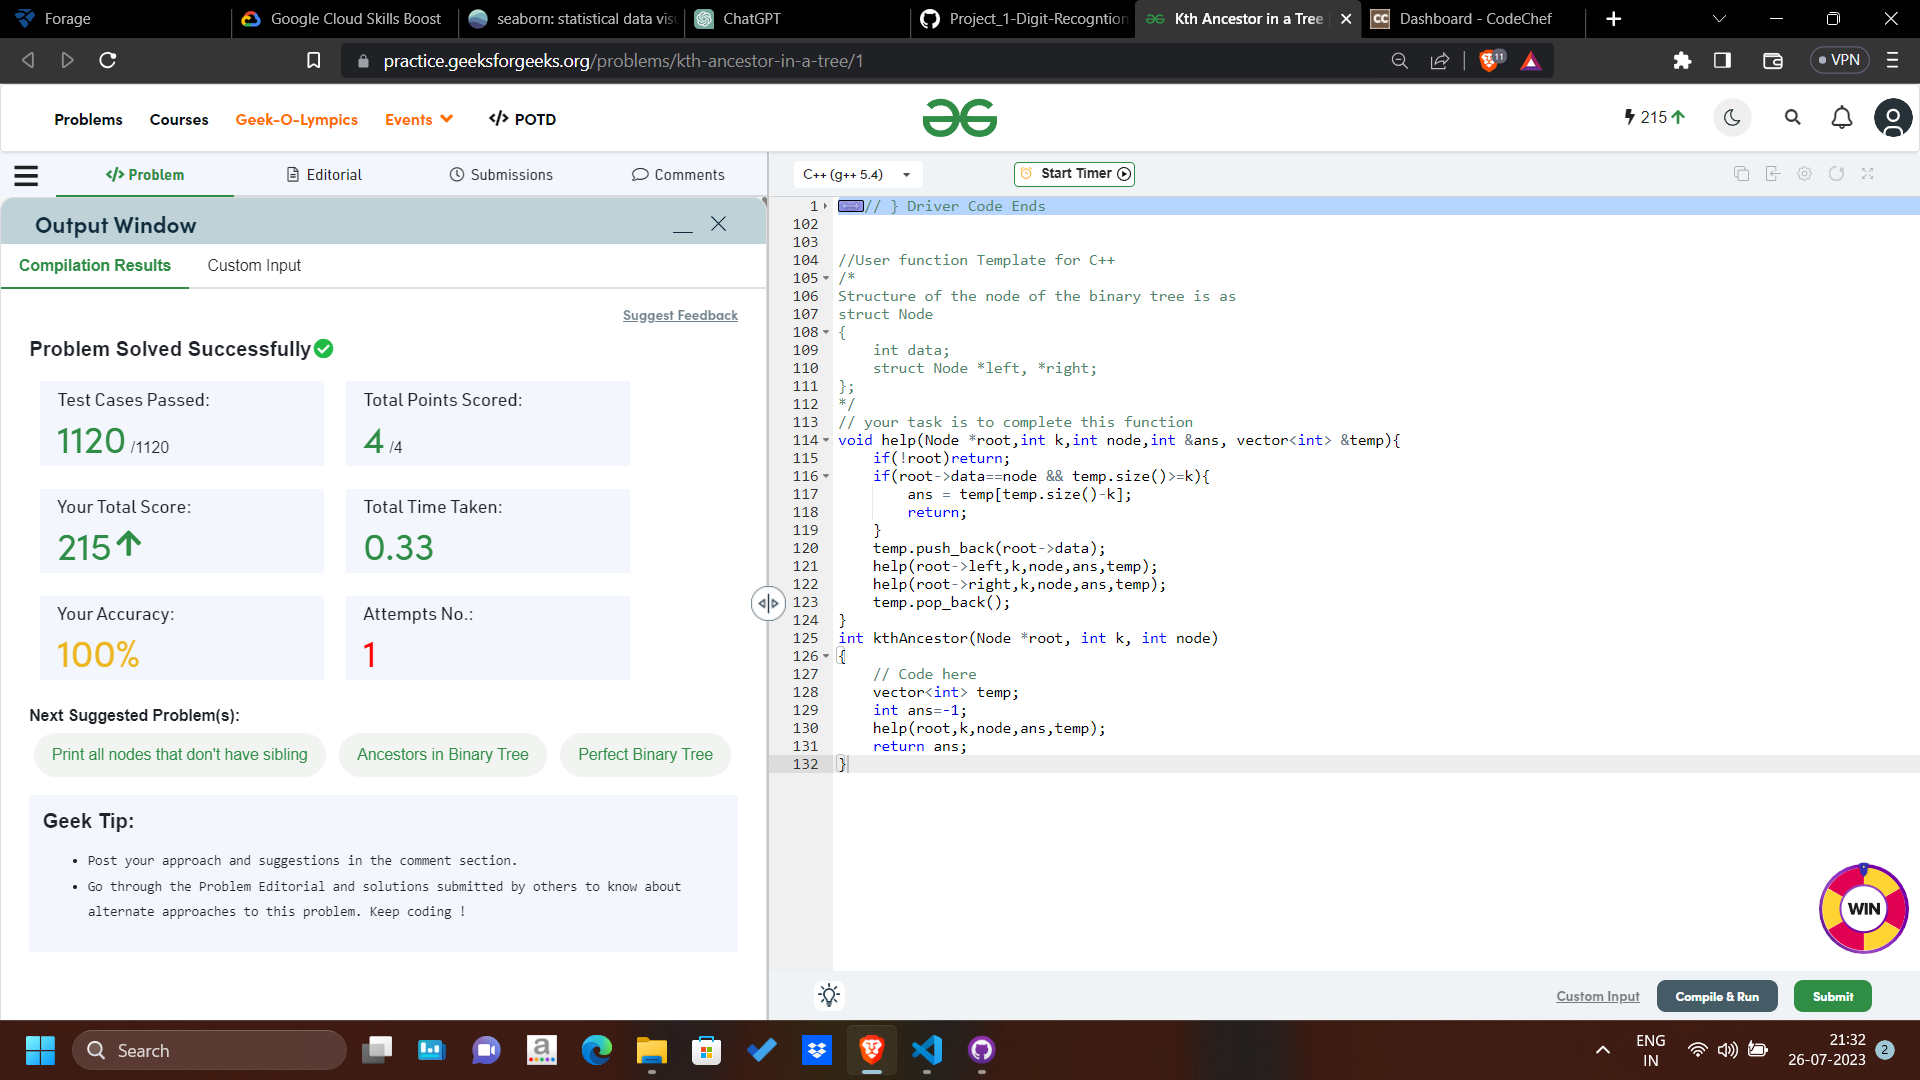 Forage
Google Cloud Skills Boost
seaborn: statistical data visu
ChatGPT
Project_1-Digit-Recogntion
Kth Ancestor in a Tree
CC Dashboard - CodeChef
practice.geeksforgeeks.org/problems/kth-ancestor-in-a-tree/1
11
VPN
Problems
Courses
Geek-O-Lympics
Events
</> POTD
215
</> Problem
Editorial
Submissions
Comments
C++ (g++ 5.4)
Start Timer
Output Window
Compilation Results
Custom Input
Suggest Feedback
Problem Solved Successfully
Test Cases Passed:
1120 /1120
Total Points Scored:
4 /4
Your Total Score:
215
Total Time Taken:
0.33
Your Accuracy:
100%
Attempts No.:
1
Next Suggested Problem(s):
Print all nodes that don't have sibling
Ancestors in Binary Tree
Perfect Binary Tree
Geek Tip:
• Post your approach and suggestions in the comment section.
• Go through the Problem Editorial and solutions submitted by others to know about
alternate approaches to this problem. Keep coding !
1 // } Driver Code Ends
102
103
104 //User function Template for C++
105 /*
106 Structure of the node of the binary tree is as
107 struct Node
108 {
109     int data;
110     struct Node *left, *right;
111 };
112 */
113 // your task is to complete this function
114 void help(Node *root,int k,int node,int &ans, vector<int> &temp){
115     if(!root)return;
116     if(root->data==node && temp.size()>=k){
117         ans = temp[temp.size()-k];
118         return;
119     }
120     temp.push_back(root->data);
121     help(root->left,k,node,ans,temp);
122     help(root->right,k,node,ans,temp);
123     temp.pop_back();
124 }
125 int kthAncestor(Node *root, int k, int node)
126 {
127     // Code here
128     vector<int> temp;
129     int ans=-1;
130     help(root,k,node,ans,temp);
131     return ans;
132 }
WIN
Custom Input
Compile & Run
Submit
Search
a
ENG
IN
21:32
26-07-2023
2